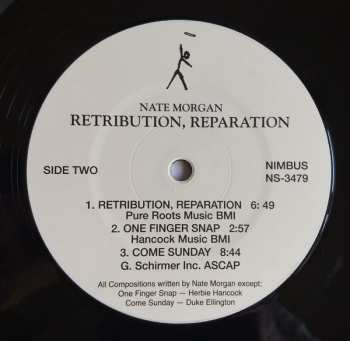 NATE MORGAN
RETRIBUTION, REPARATION
SIDE TWO
NIMBUS
NS-3479
1. RETRIBUTION, REPARATION 6: 49
Pure Roots Music BMI
2. ONE FINGER SNAP 2:57
Hancock Music BMI
3. COME SUNDAY 8:44
G. Schirmer Inc. ASCAP
All Compositions written by Nate Morgan except:
One Finger Snap — Herbie Hancock
Come Sunday — Duke Ellington